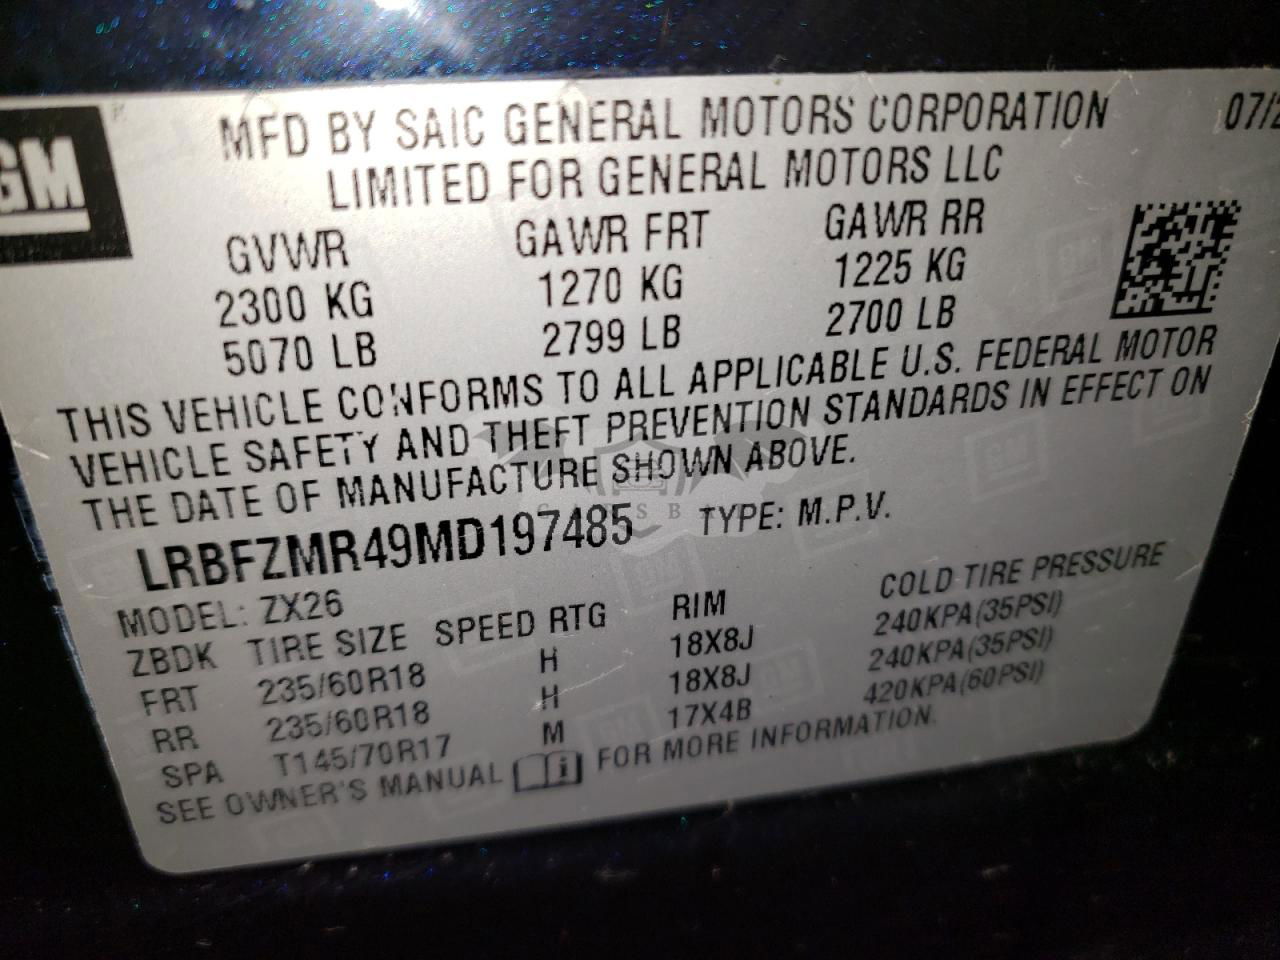 GM
MFD BY SAIC GENERAL MOTORS CORPORATION 07/2
LIMITED FOR GENERAL MOTORS LLC
GVWR GAWR FRT GAWR RR
2300 KG 1270 KG 1225 KG
5070 LB 2799 LB 2700 LB
THIS VEHICLE CONFORMS TO ALL APPLICABLE U.S. FEDERAL MOTOR
VEHICLE SAFETY AND THEFT PREVENTION STANDARDS IN EFFECT ON
THE DATE OF MANUFACTURE SHOWN ABOVE.
LRBFZMR49MD197485 TYPE: M.P.V.
MODEL: ZX26
ZBDK TIRE SIZE SPEED RTG RIM COLD TIRE PRESSURE
FRT 235/60R18 H 18X8J 240KPA(35PSI)
RR 235/60R18 H 18X8J 240KPA(35PSI)
SPA T145/70R17 M 17X4B 420KPA(60PSI)
SEE OWNER'S MANUAL FOR MORE INFORMATION.